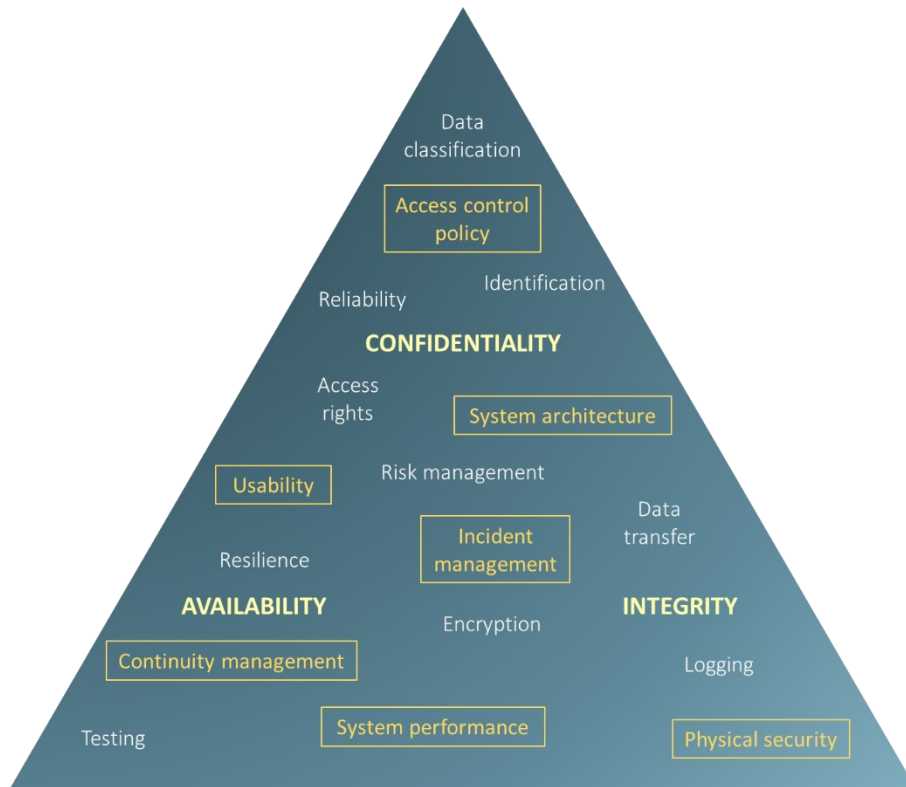 Data
classification
Access control
policy
Identification
Reliability
CONFIDENTIALITY
Access
rights
System architecture
Risk management
Usability
Data
transfer
Incident
management
Resilience
AVAILABILITY
INTEGRITY
Encryption
Continuity management
Logging
System performance
Testing
Physical security